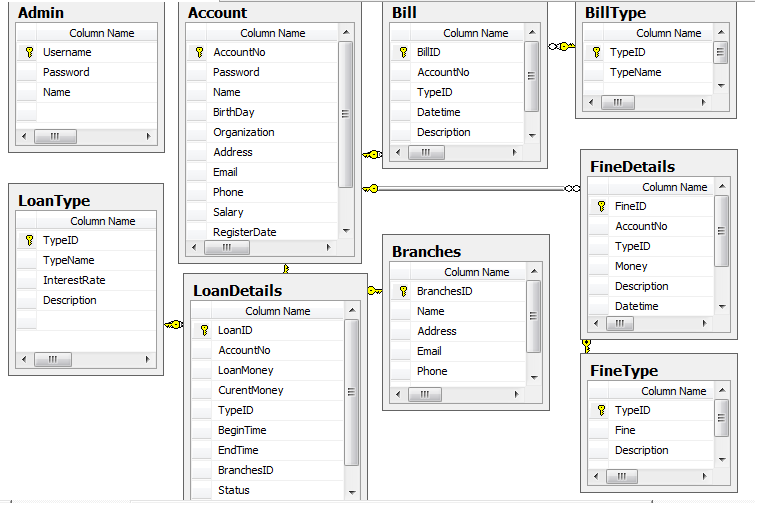 Admin
Column Name
Username
Password
Name
Account
Column Name
AccountNo
Password
Name
BirthDay
Organization
Address
Email
Phone
Salary
RegisterDate
Bill
Column Name
BillID
AccountNo
TypeID
Datetime
Description
BillType
Column Name
TypeID
TypeName
LoanType
Column Name
TypeID
TypeName
InterestRate
Description
LoanDetails
Column Name
LoanID
AccountNo
LoanMoney
CurentMoney
TypeID
BeginTime
EndTime
BranchesID
Status
Branches
Column Name
BranchesID
Name
Address
Email
Phone
FineDetails
Column Name
FineID
AccountNo
TypeID
Money
Description
Datetime
FineType
Column Name
TypeID
Fine
Description